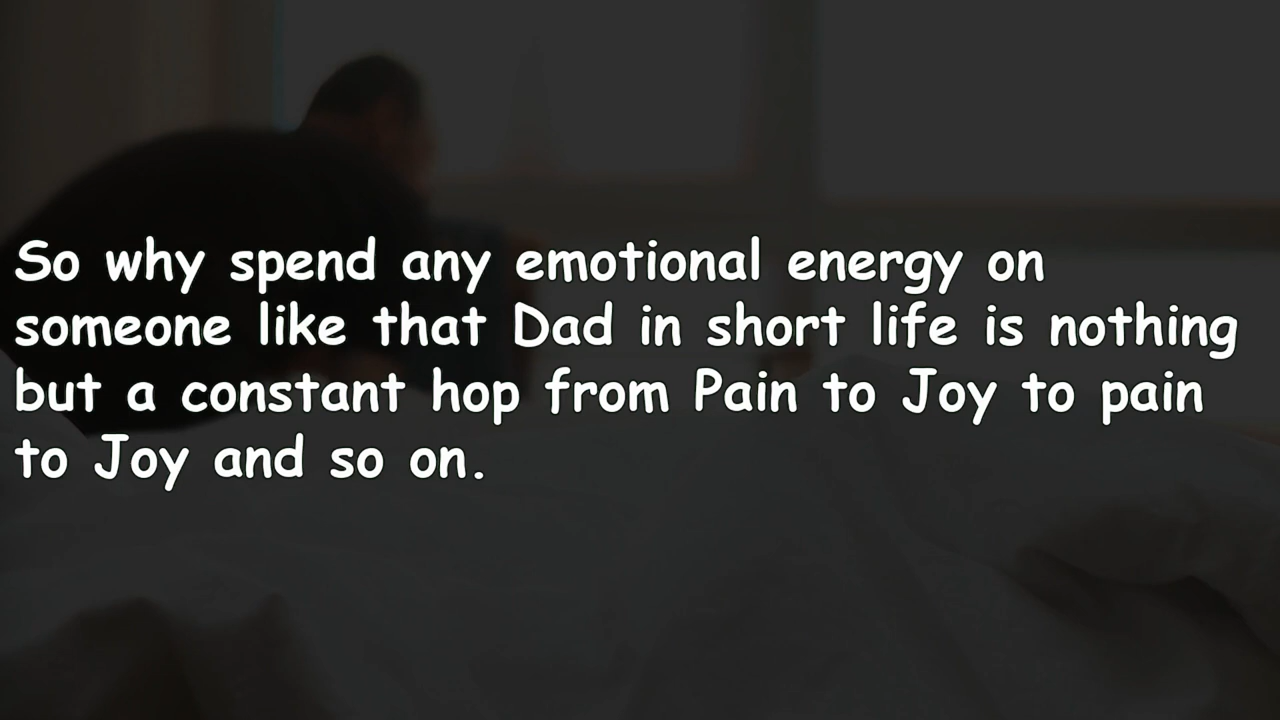 So why spend any emotional energy on
someone like that Dad in short life is nothing
but a constant hop from Pain to Joy to pain
to Joy and so on.